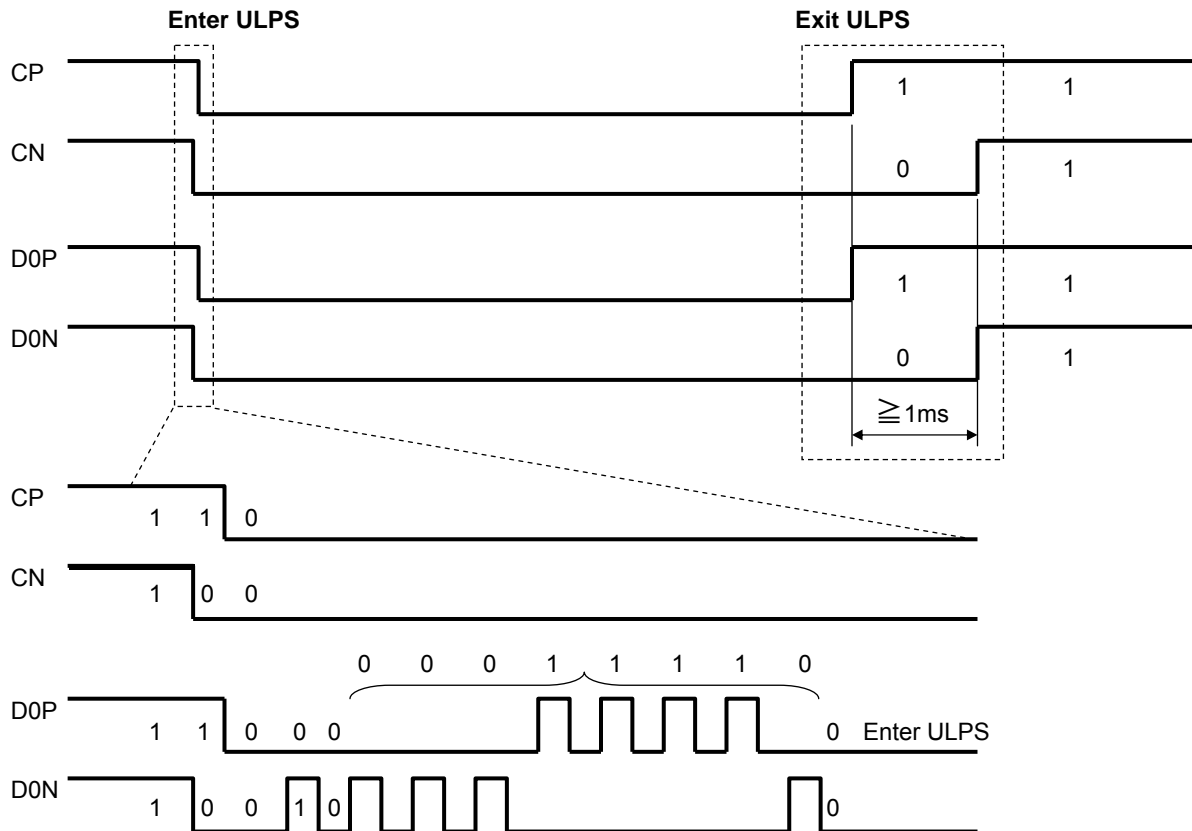 Enter ULPS Exit ULPS
CP 1 1
CN 0 1
D0P 1 1
D0N 0 1
≧1ms
CP
1 1 0
CN
1 0 0
0 0 0 1 1 1 1 0
D0P
1 1 0 0 0 0 Enter ULPS
D0N
1 0 0 1 0 0